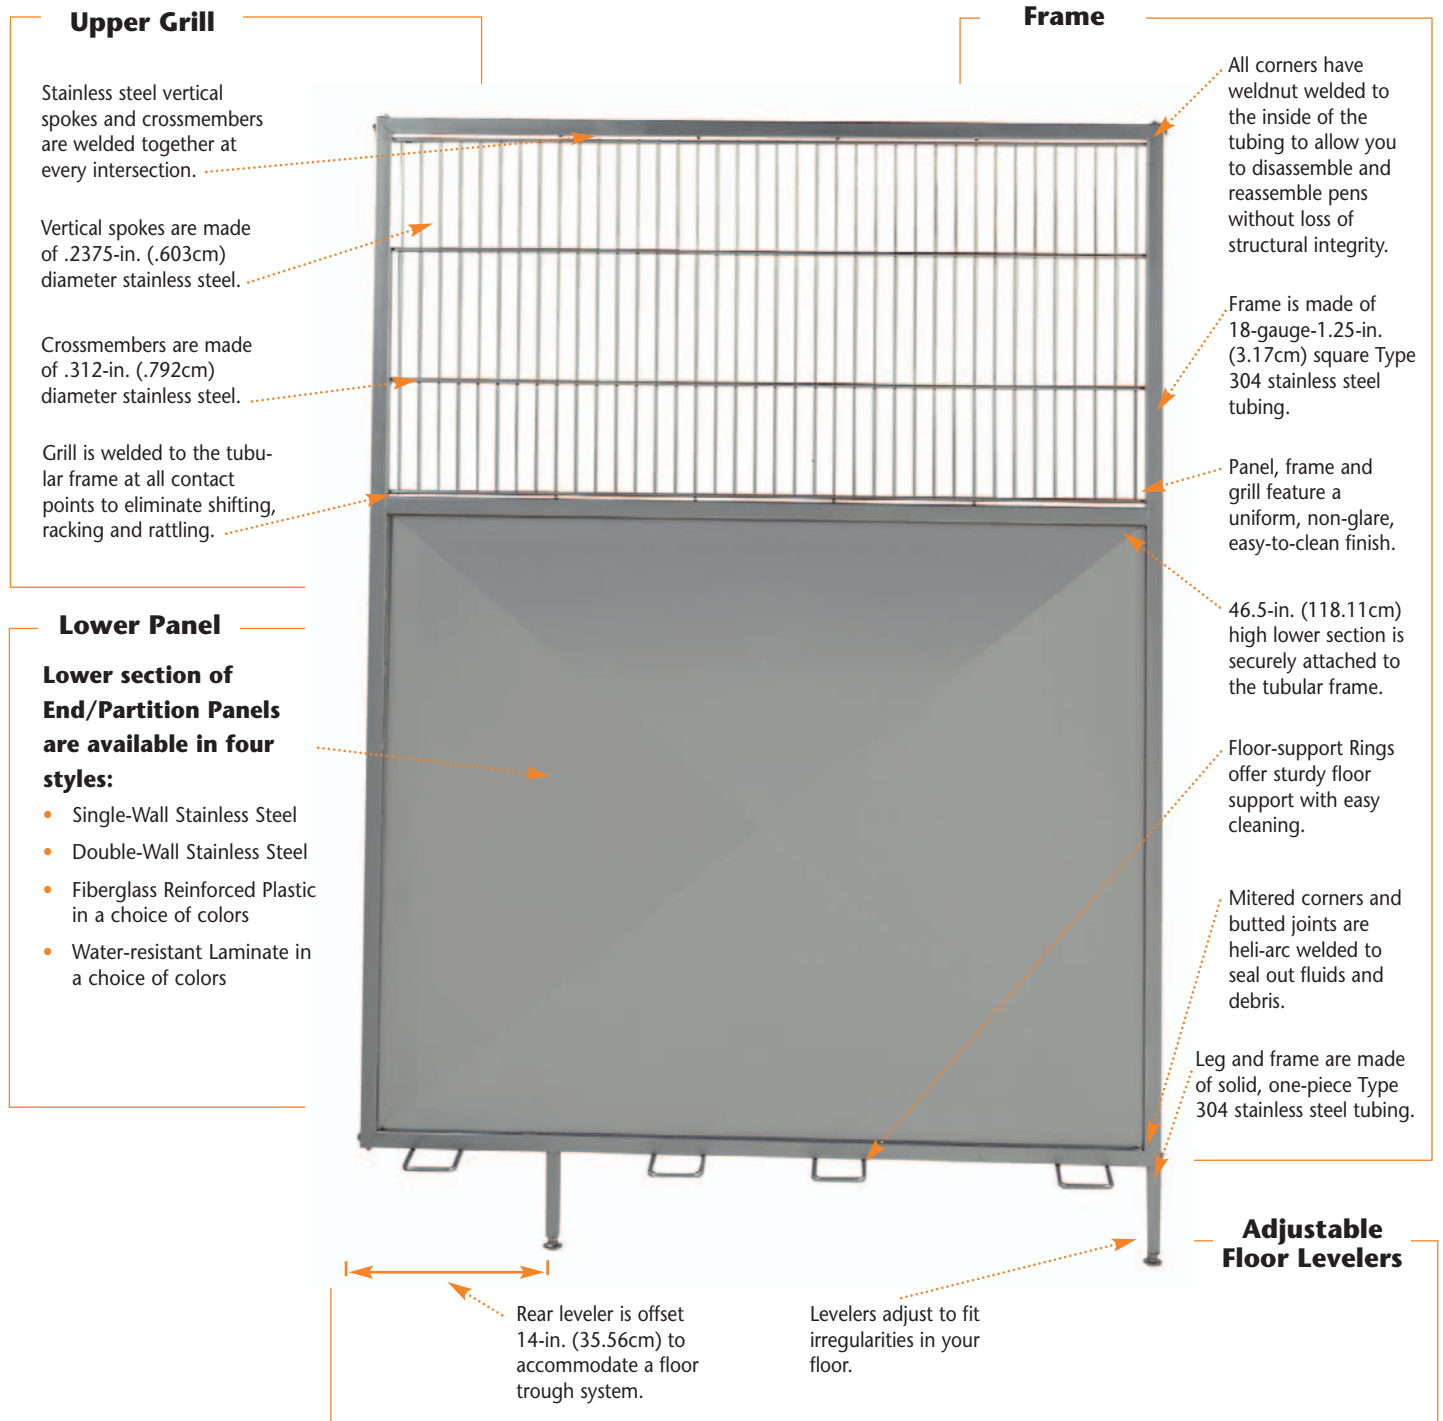 Upper Grill
Stainless steel vertical
spokes and crossmembers
are welded together at
every intersection.
Vertical spokes are made
of .2375-in. (.603cm)
diameter stainless steel.
Crossmembers are made
of .312-in. (.792cm)
diameter stainless steel.
Grill is welded to the tubu-
lar frame at all contact
points to eliminate shifting,
racking and rattling.
Lower Panel
Lower section of
End/Partition Panels
are available in four
styles:
• Single-Wall Stainless Steel
• Double-Wall Stainless Steel
• Fiberglass Reinforced Plastic
in a choice of colors
• Water-resistant Laminate in
a choice of colors
Frame
All corners have
weldnut welded to
the inside of the
tubing to allow you
to disassemble and
reassemble pens
without loss of
structural integrity.
Frame is made of
18-gauge-1.25-in.
(3.17cm) square Type
304 stainless steel
tubing.
Panel, frame and
grill feature a
uniform, non-glare,
easy-to-clean finish.
46.5-in. (118.11cm)
high lower section is
securely attached to
the tubular frame.
Floor-support Rings
offer sturdy floor
support with easy
cleaning.
Mitered corners and
butted joints are
heli-arc welded to
seal out fluids and
debris.
Leg and frame are made
of solid, one-piece Type
304 stainless steel tubing.
Adjustable
Floor Levelers
Rear leveler is offset
14-in. (35.56cm) to
accommodate a floor
trough system.
Levelers adjust to fit
irregularities in your
floor.